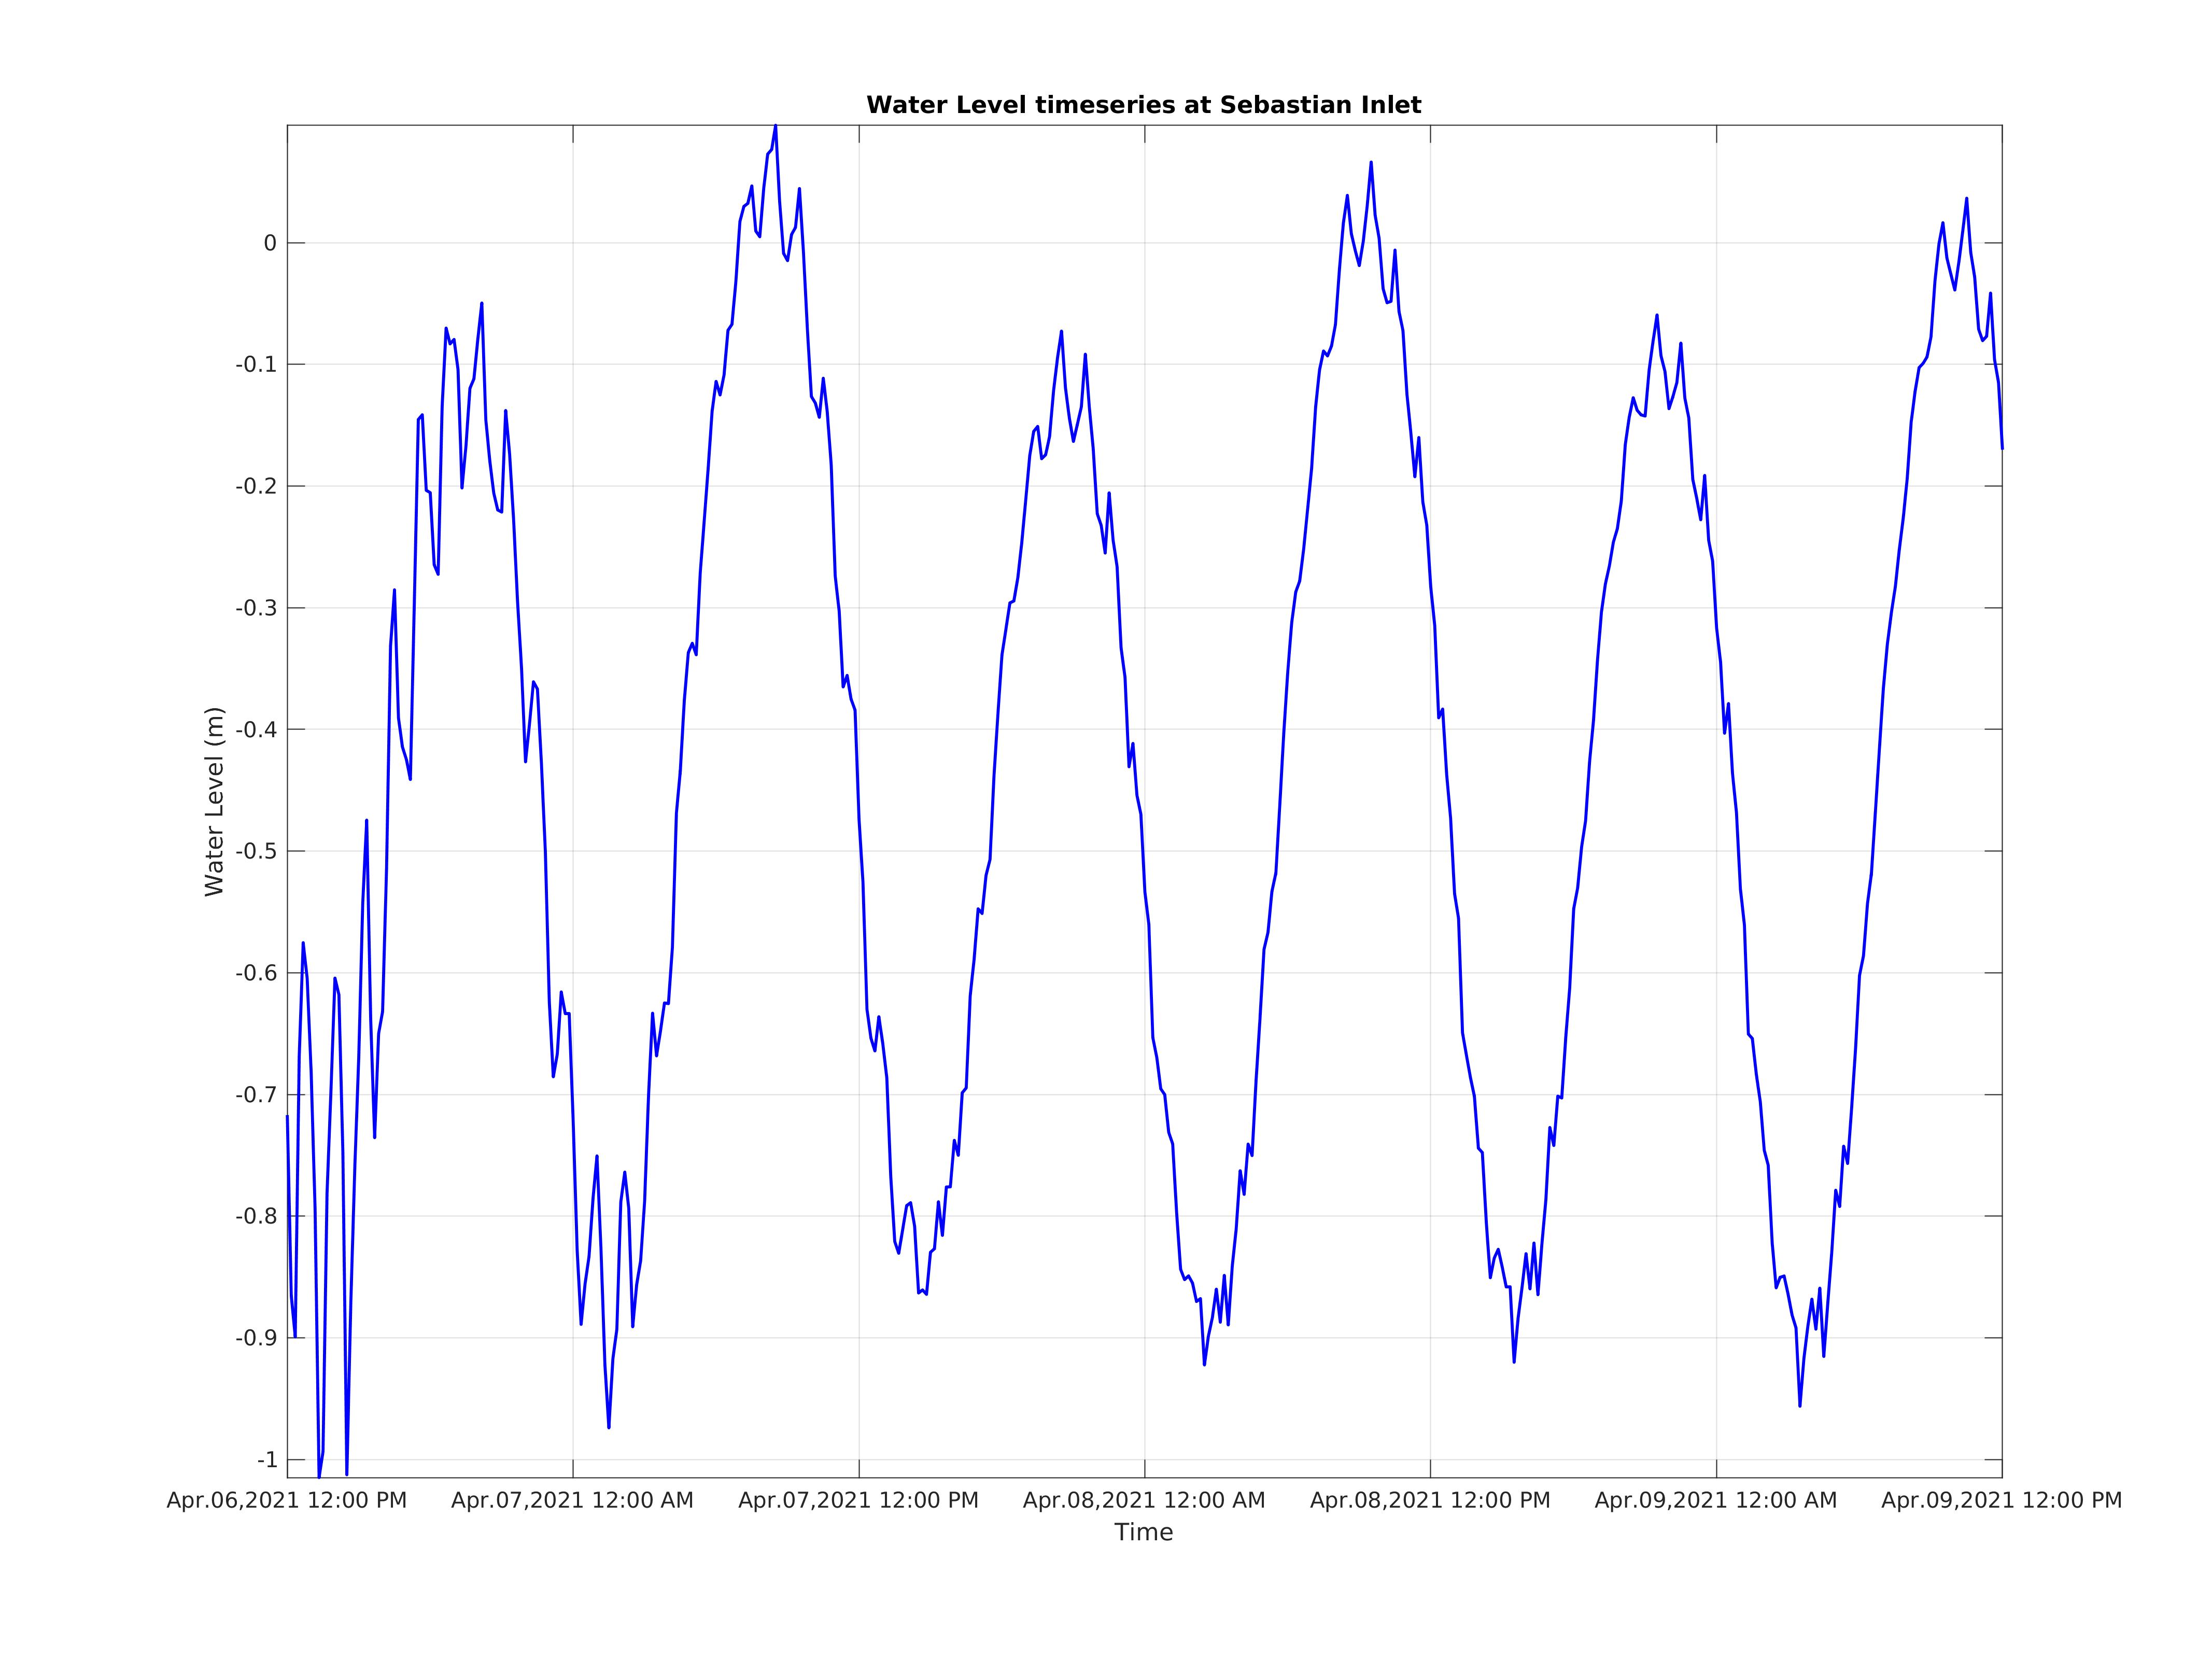 Water Level timeseries at Sebastian Inlet
0
-0.1
-0.2
-0.3
-0.4
-0.5
-0.6
-0.7
-0.8
-0.9
-1
Water Level (m)
Apr.06,2021 12:00 PM
Apr.07,2021 12:00 AM
Apr.07,2021 12:00 PM
Apr.08,2021 12:00 AM
Apr.08,2021 12:00 PM
Apr.09,2021 12:00 AM
Apr.09,2021 12:00 PM
Time